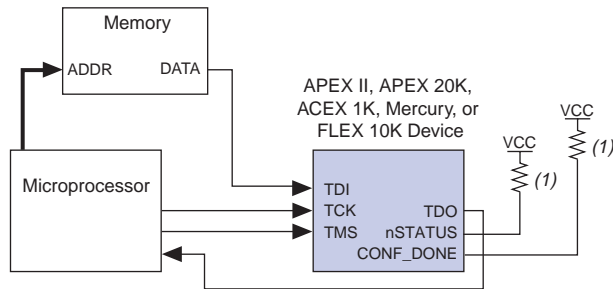 Memory
ADDR DATA
APEX II, APEX 20K,
ACEX 1K, Mercury, or
FLEX 10K Device
VCC
(1)
VCC
(1)
Microprocessor
TDI
TCK
TMS
TDO
nSTATUS
CONF_DONE